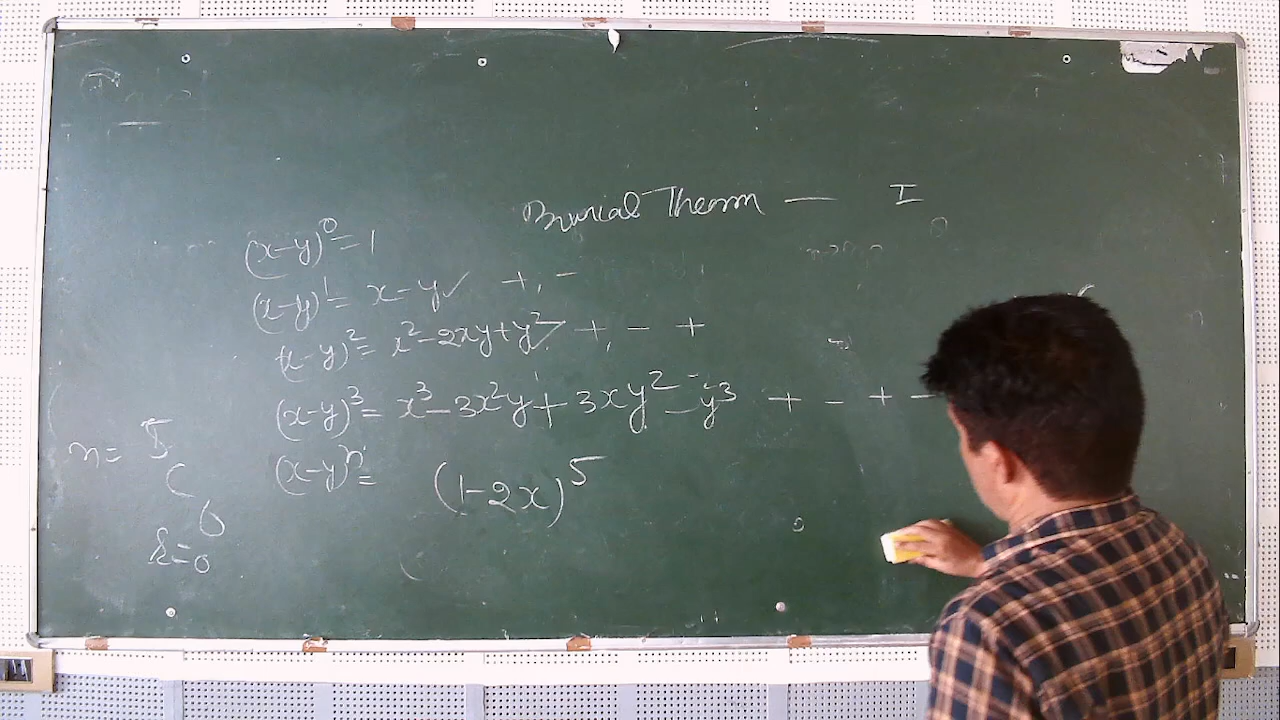 Binomial Theorem — I
(x-y)⁰ = 1
(x-y)¹ = x-y✓ +, -
(x-y)² = x²-2xy+y² +, - +
(x-y)³ = x³-3x²y+3xy²-y³ + - + -
(x-y)ⁿ = (1-2x)⁵
n = 5
C
0
r=0